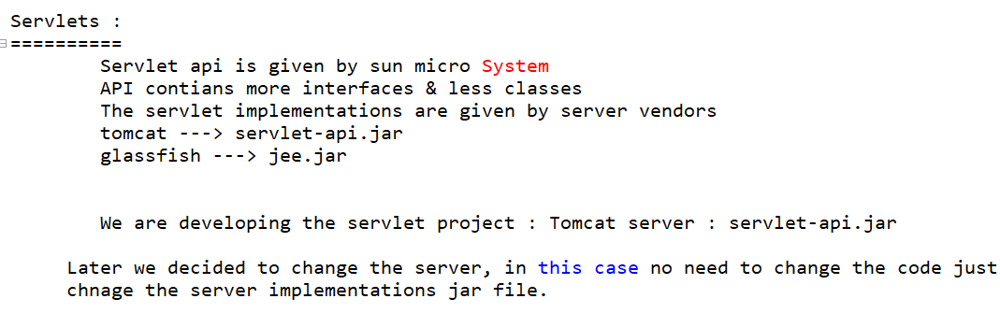 Servlets :
==========
Servlet api is given by sun micro System
API contians more interfaces & less classes
The servlet implementations are given by server vendors
tomcat ---> servlet-api.jar
glassfish ---> jee.jar
We are developing the servlet project : Tomcat server : servlet-api.jar
Later we decided to change the server, in this case no need to change the code just
chnage the server implementations jar file.